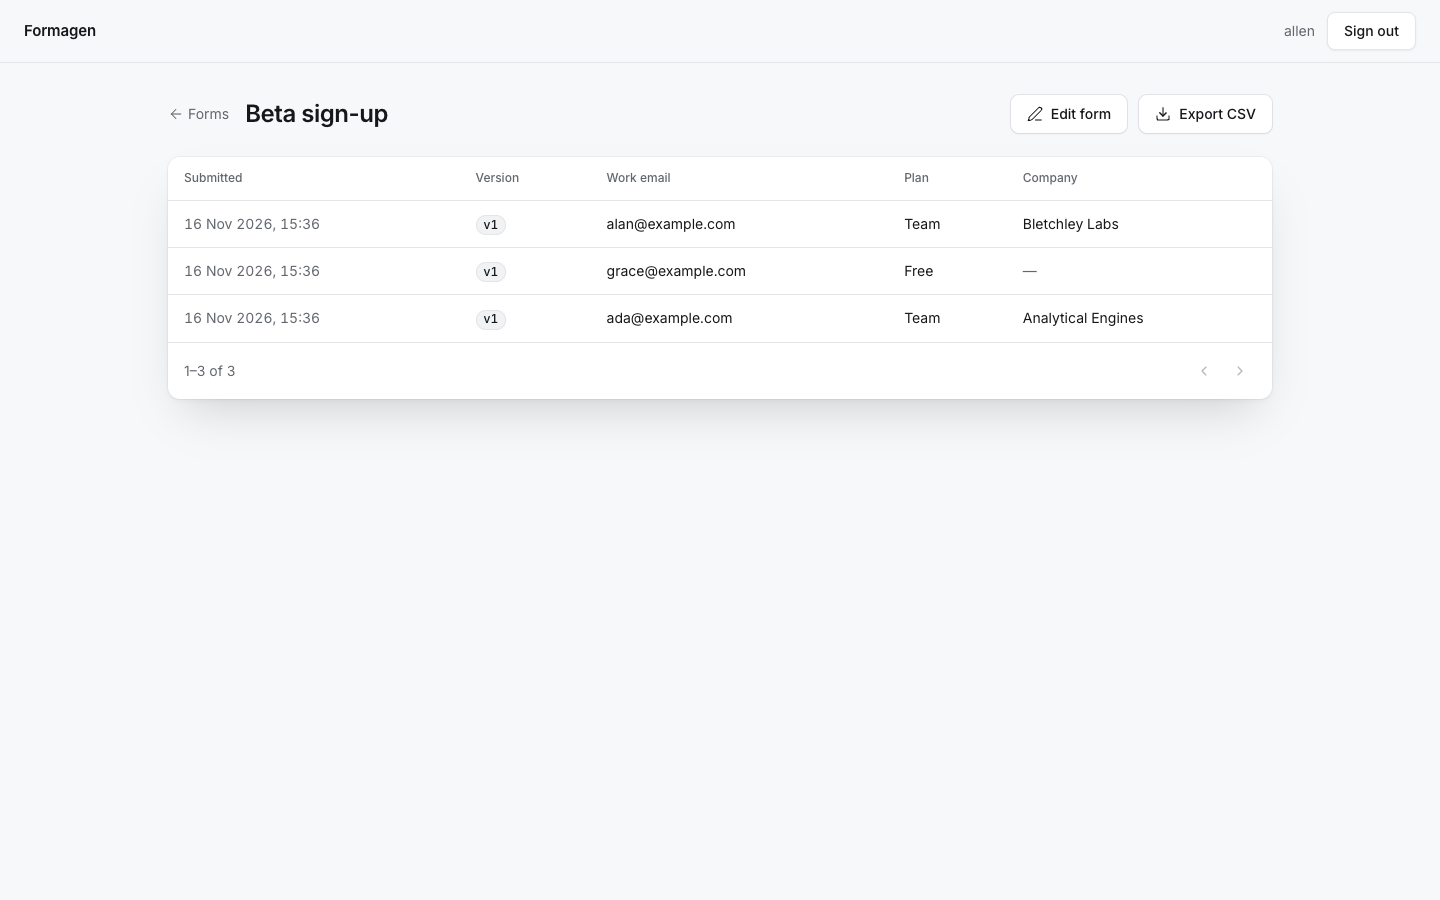 Formagen
allen
Sign out
Forms
Beta sign-up
Edit form
Export CSV
Submitted Version Work email Plan Company
16 Nov 2026, 15:36 v1 alan@example.com Team Bletchley Labs
16 Nov 2026, 15:36 v1 grace@example.com Free —
16 Nov 2026, 15:36 v1 ada@example.com Team Analytical Engines
1–3 of 3